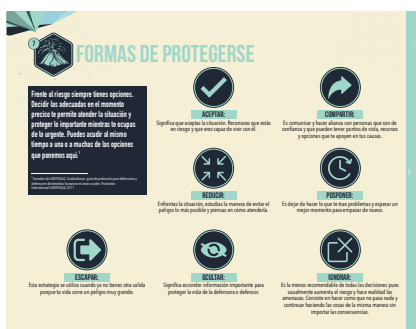 7
FORMAS DE PROTEGERSE
Frente al riesgo siempre tienes opciones.
Decidir las adecuadas en el momento
preciso te permite atender la situación y
proteger lo importante mientras te ocupas
de lo urgente. Puedes acudir al mismo
tiempo a una o a muchas de las opciones
que ponemos aquí:¹
ACEPTAR:
Significa que aceptas la situación. Reconoces que estás
en riesgo y que eres capaz de vivir con él.
COMPARTIR:
Es comunicar y hacer alianza con personas que son de
confianza y que pueden tener puntos de vista, recursos
y opciones que te apoyen en tus causas.
REDUCIR:
Enfrentas la situación, estudias la manera de evitar el
peligro lo más posible y piensas en cómo atenderla.
POSPONER:
Es dejar de hacer lo que te trae problemas y esperar un
mejor momento para empezar de nuevo.
ESCAPAR:
Esta estrategia se utiliza cuando ya no tienes otra salida
porque tu vida corre un peligro muy grande.
OCULTAR:
Significa esconder información importante para
proteger la vida de la defensora o defensor.
IGNORAR:
Es la menos recomendable de todas las decisiones pues
usualmente aumenta el riesgo y hace realidad las
amenazas. Consiste en hacer como que no pasa nada y
continuar haciendo las cosas de la misma manera sin
importar las consecuencias.
7